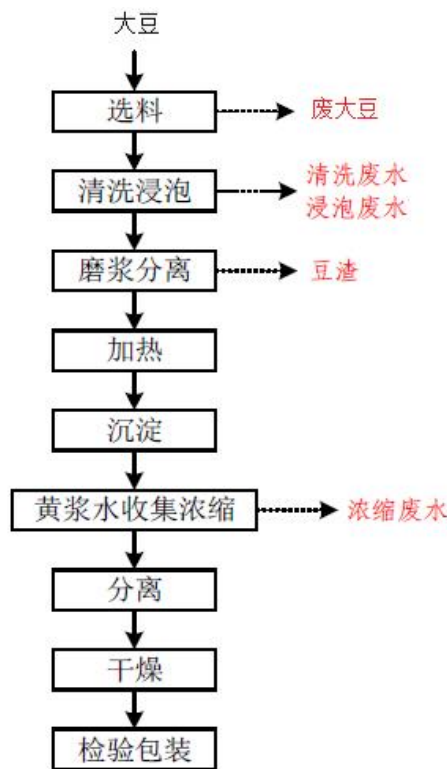 大豆
选料
废大豆
清洗浸泡
清洗废水
浸泡废水
磨浆分离
豆渣
加热
沉淀
黄浆水收集浓缩
浓缩废水
分离
干燥
检验包装